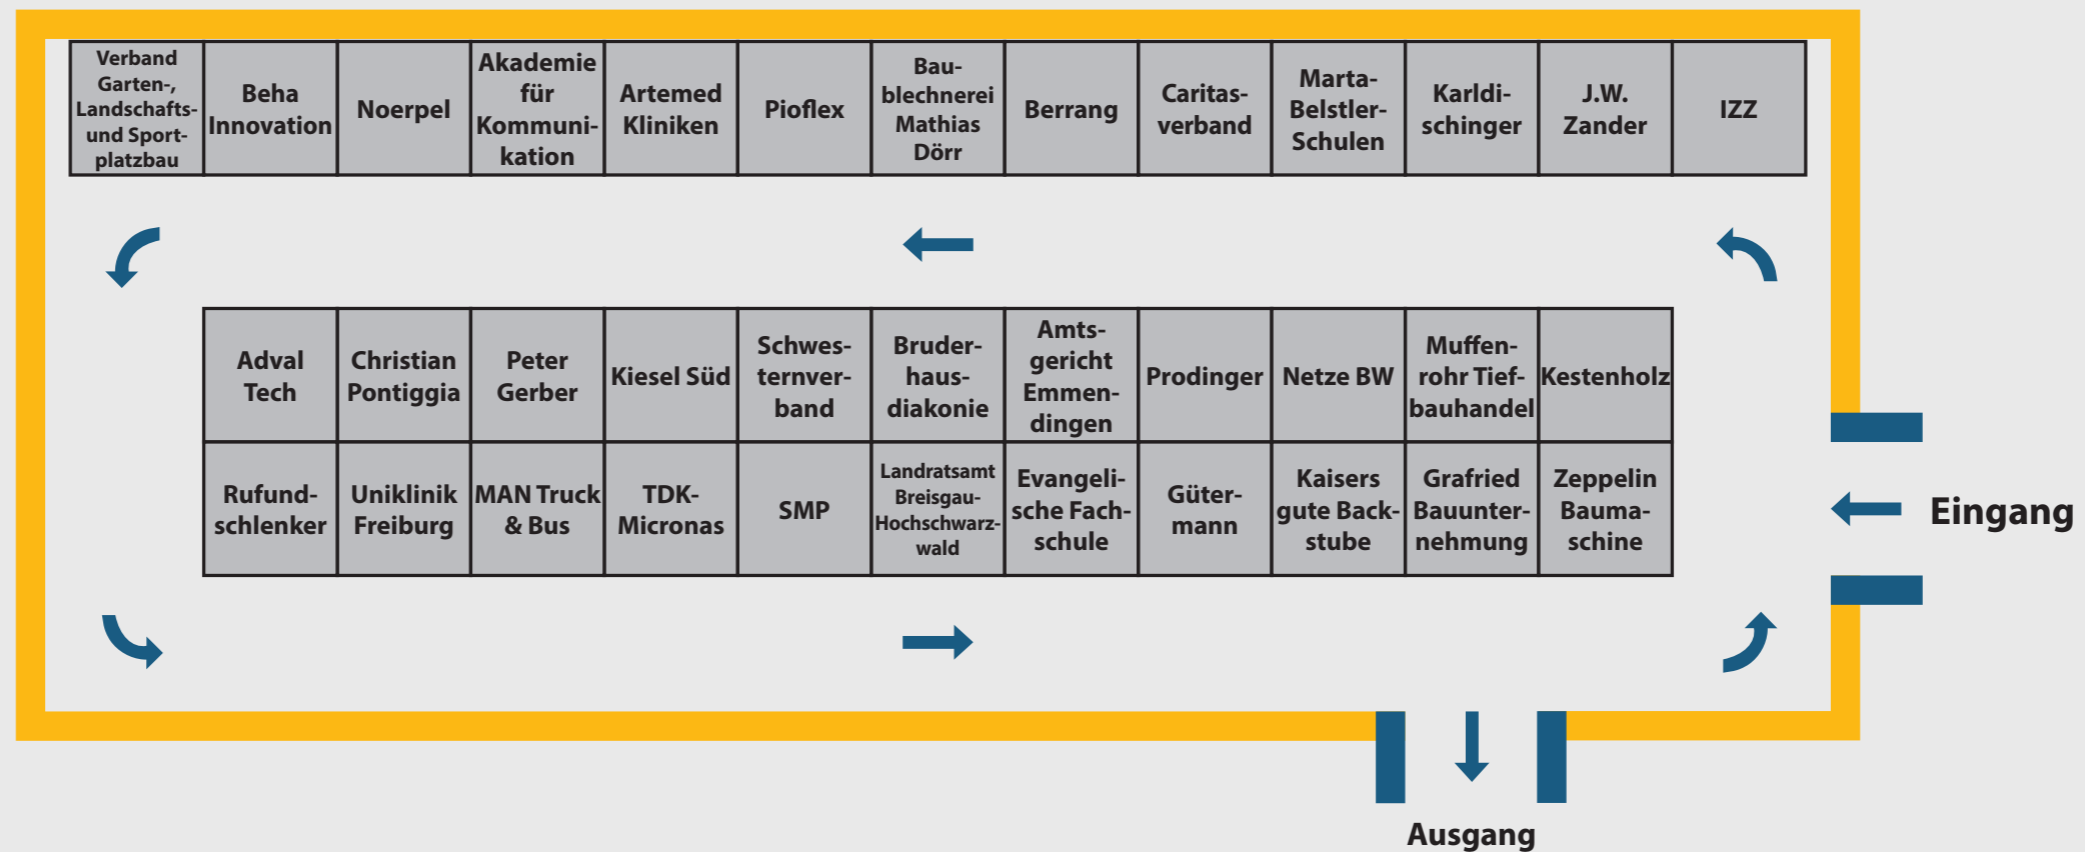 Verband
Garten-,
Landschafts-
und Sport-
platzbau
Beha
Innovation
Noerpel
Akademie
für
Kommuni-
kation
Artemed
Kliniken
Pioflex
Bau-
blechnerei
Mathias
Dörr
Berrang
Caritas-
verband
Marta-
Belstler-
Schulen
Karldi-
schinger
J.W.
Zander
IZZ
Adval
Tech
Christian
Pontiggia
Peter
Gerber
Kiesel Süd
Schwes-
ternver-
band
Bruder-
haus-
diakonie
Amts-
gericht
Emmen-
dingen
Prodinger
Netze BW
Muffen-
rohr Tief-
bauhandel
Kestenholz
Rufund-
schlenker
Uniklinik
Freiburg
MAN Truck
& Bus
TDK-
Micronas
SMP
Landratsamt
Breisgau-
Hochschwarz-
wald
Evangeli-
sche Fach-
schule
Güter-
mann
Kaisers
gute Back-
stube
Grafried
Bauunter-
nehmung
Zeppelin
Bauma-
schine
Eingang
Ausgang